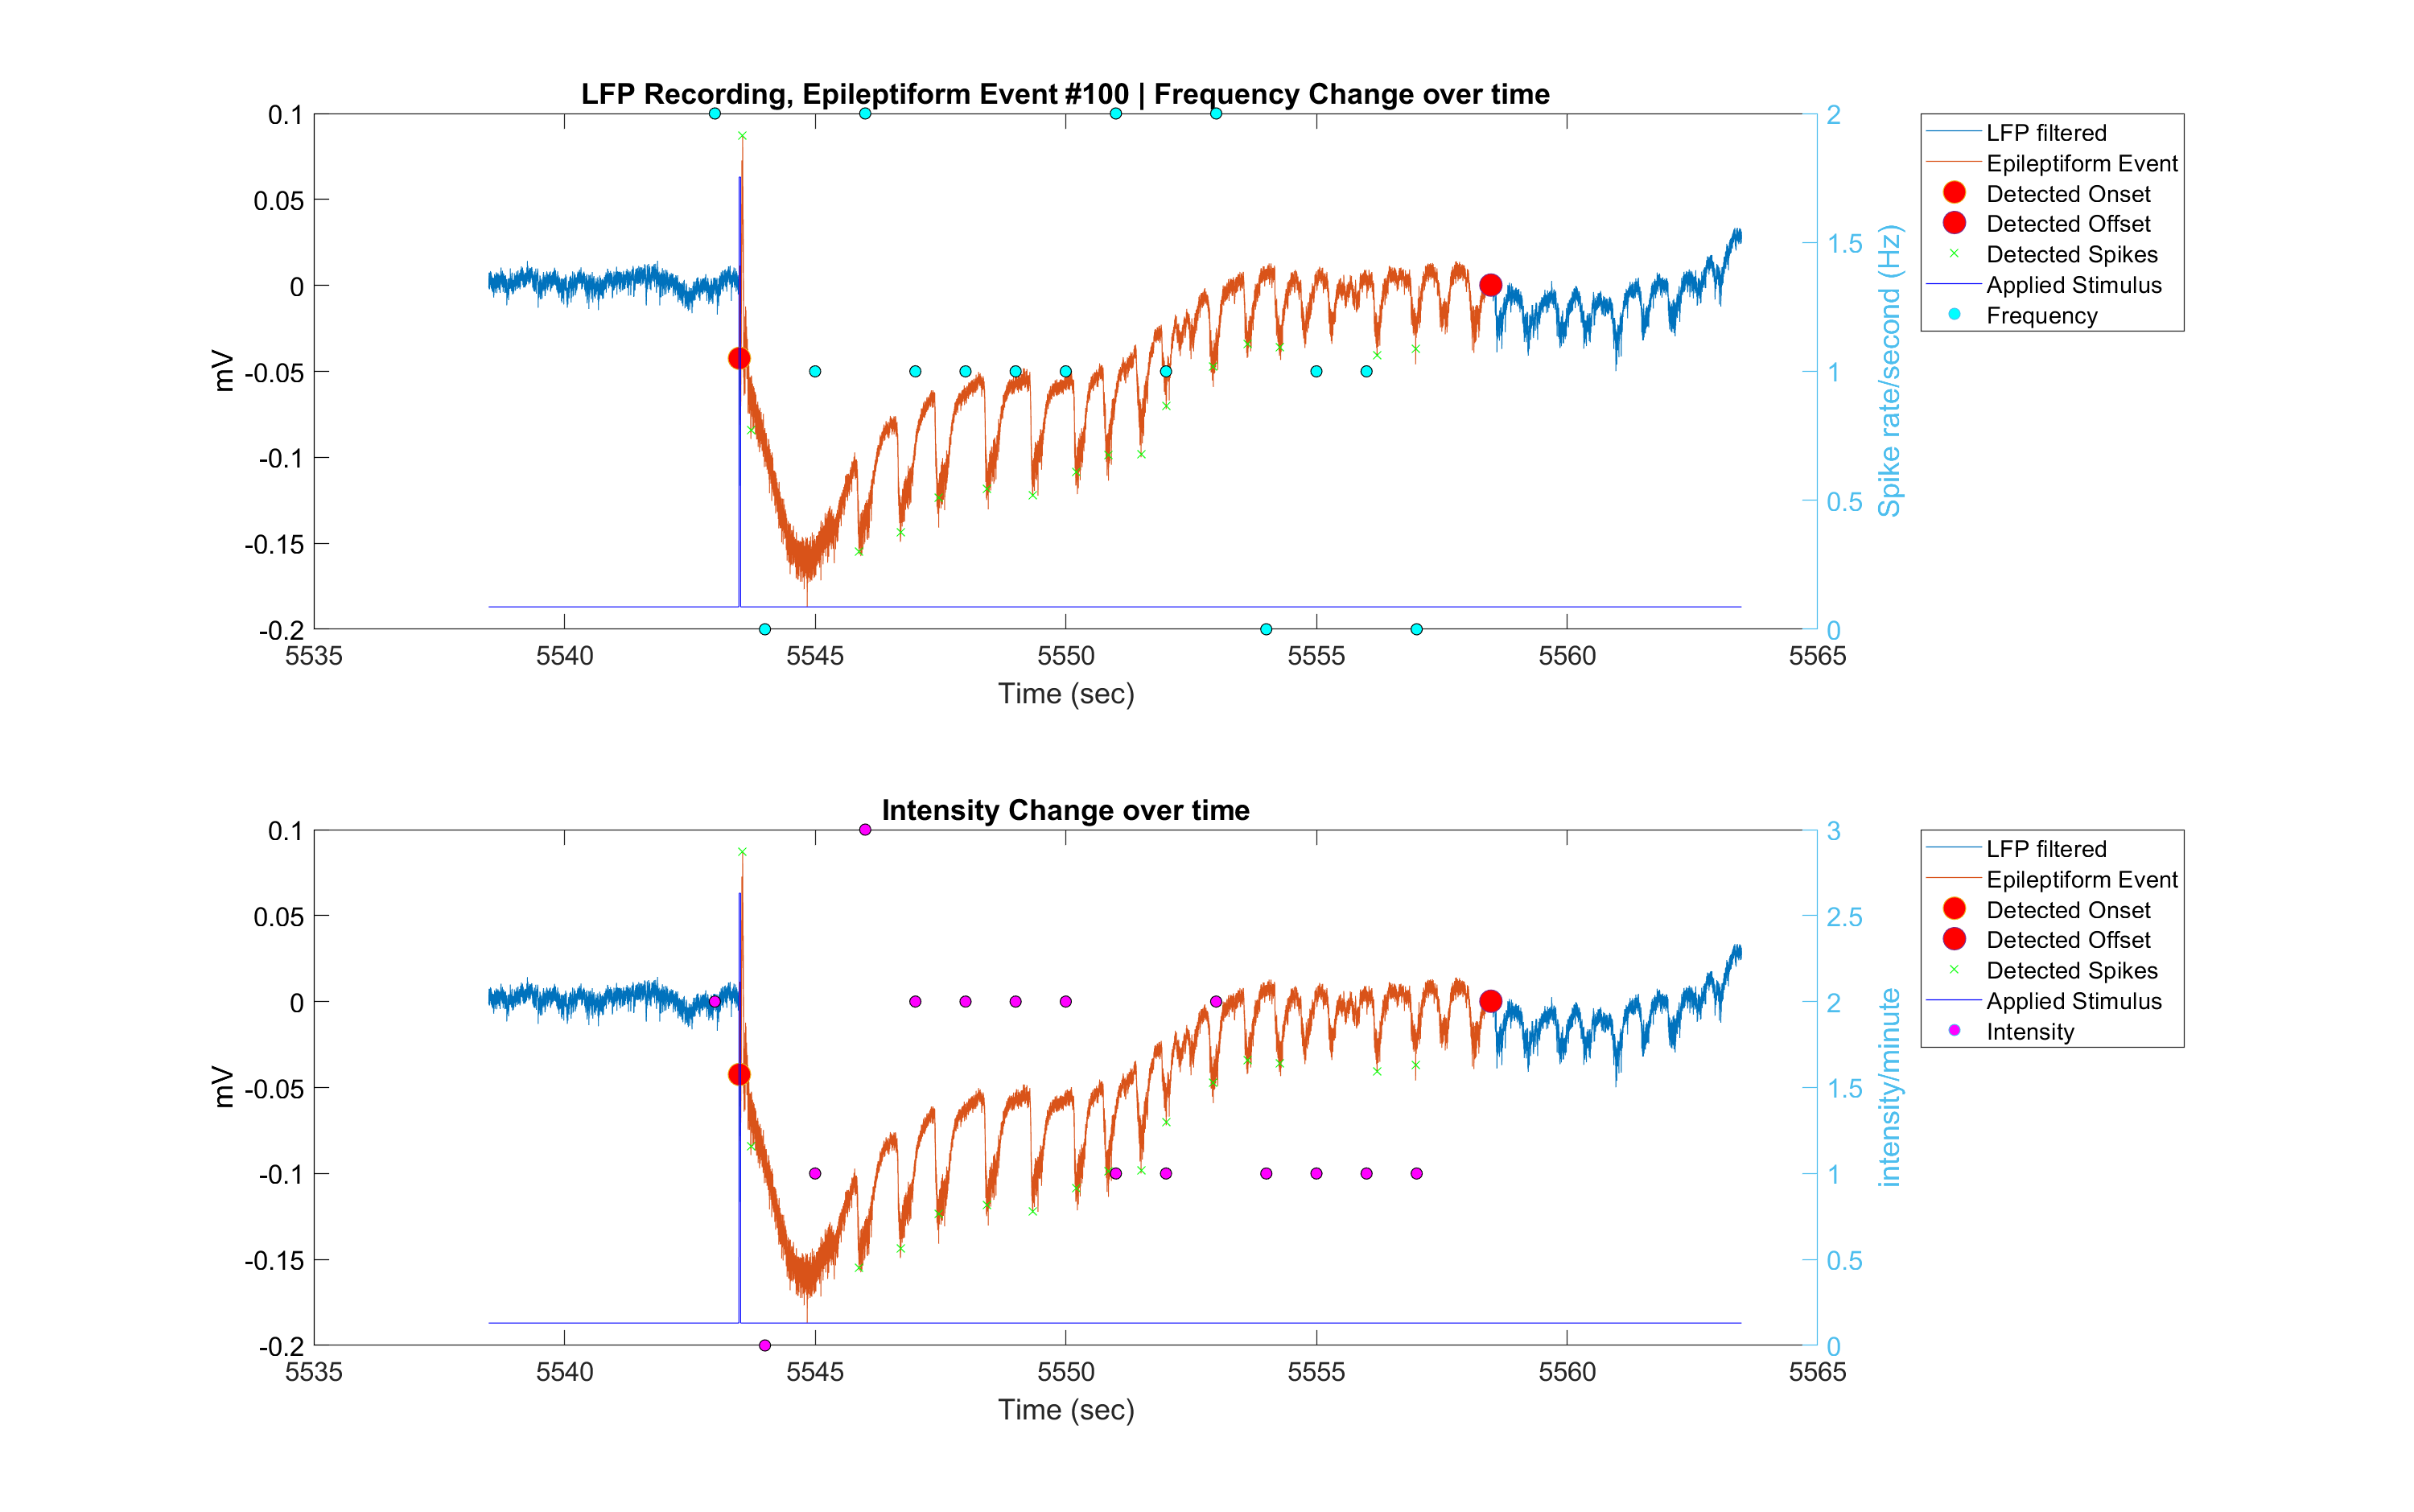 LFP Recording, Epileptiform Event #100 | Frequency Change over time
0.1
0.05
0
-0.05
-0.1
-0.15
-0.2
mV
5535 5540 5545 5550 5555 5560 5565
Time (sec)
2
1.5
1
0.5
0
Spike rate/second (Hz)
LFP filtered
Epileptiform Event
Detected Onset
Detected Offset
Detected Spikes
Applied Stimulus
Frequency
Intensity Change over time
0.1
0.05
0
-0.05
-0.1
-0.15
-0.2
mV
5535 5540 5545 5550 5555 5560 5565
Time (sec)
3
2.5
2
1.5
1
0.5
0
intensity/minute
LFP filtered
Epileptiform Event
Detected Onset
Detected Offset
Detected Spikes
Applied Stimulus
Intensity